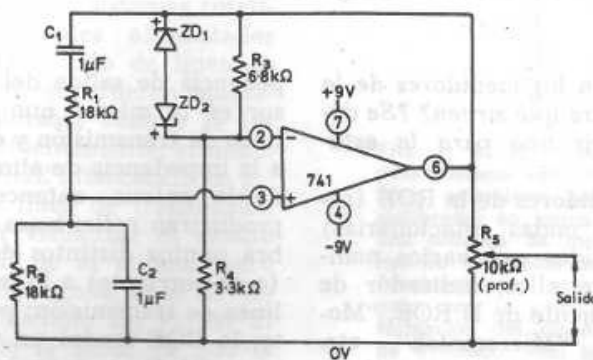 C1
1µF
R1
18kΩ
ZD1
ZD2
R3
6·8kΩ
+9V
7
2
3
+
741
6
4
-9V
R2
18kΩ
C2
1µF
R4
3·3kΩ
R5
10kΩ
(prof.)
Salida
0V